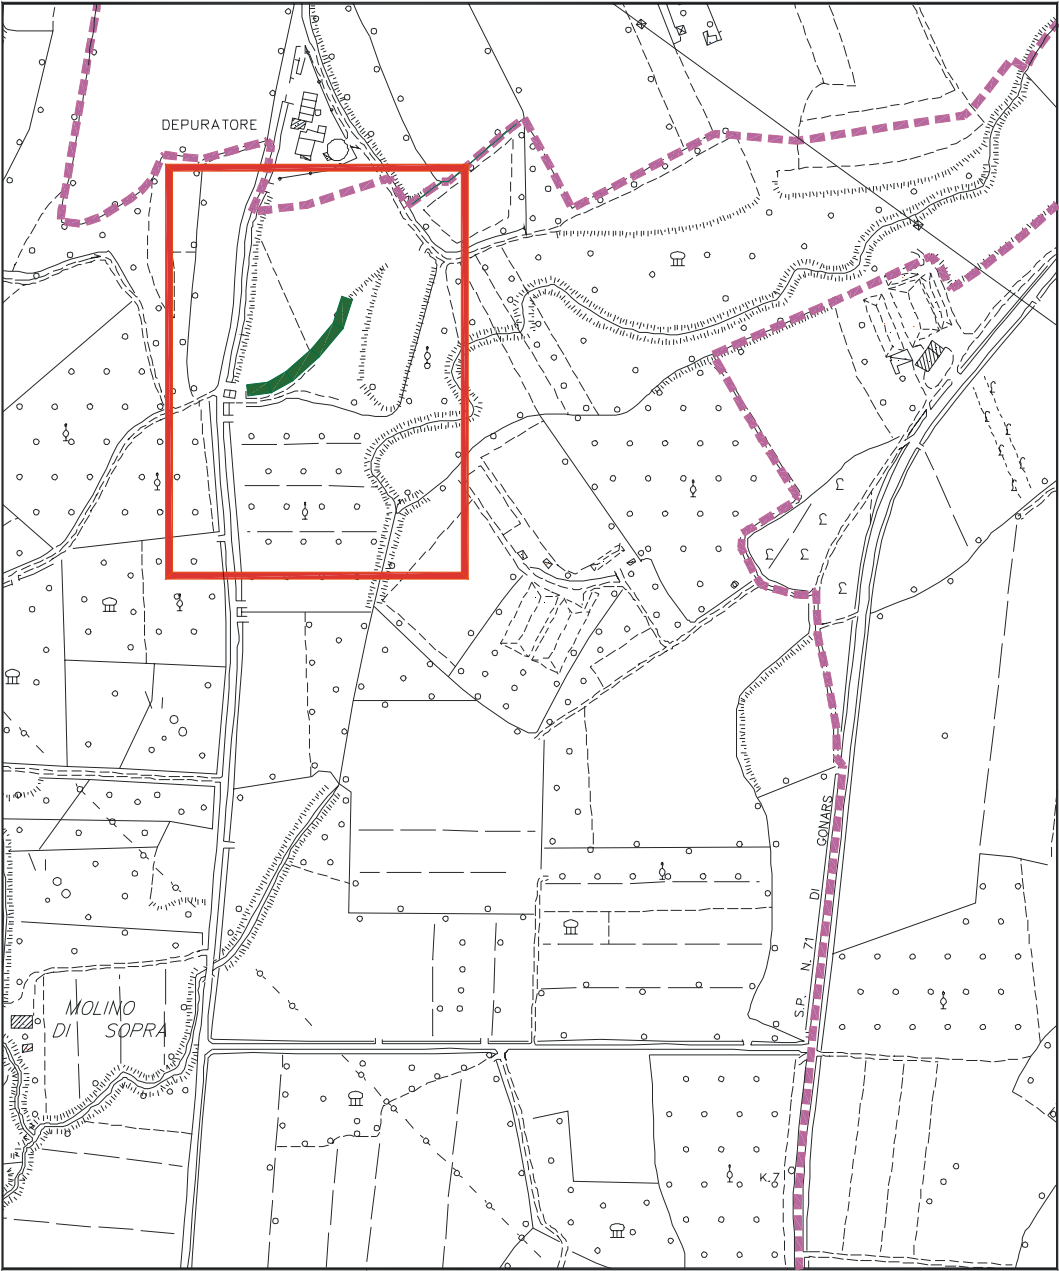 DEPURATORE
S.P. N. 71 DI GONARS
MOLINO
DI SOPRA
K.7